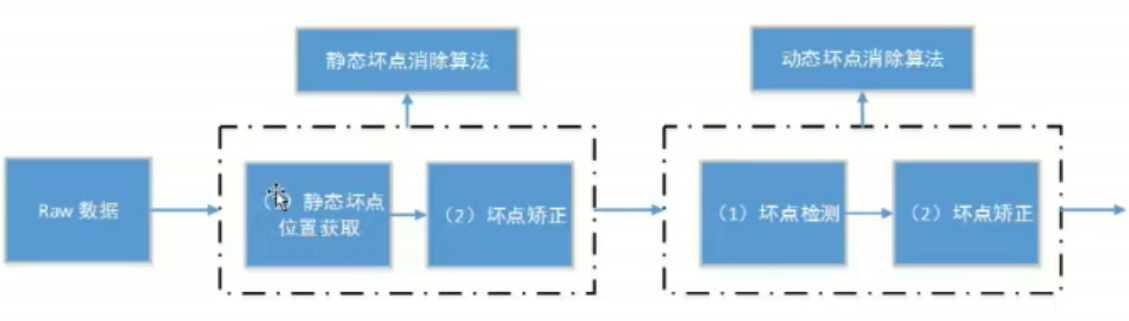 静态坏点消除算法
动态坏点消除算法
Raw 数据
（1）静态坏点
位置获取
（2）坏点矫正
（1）坏点检测
（2）坏点矫正